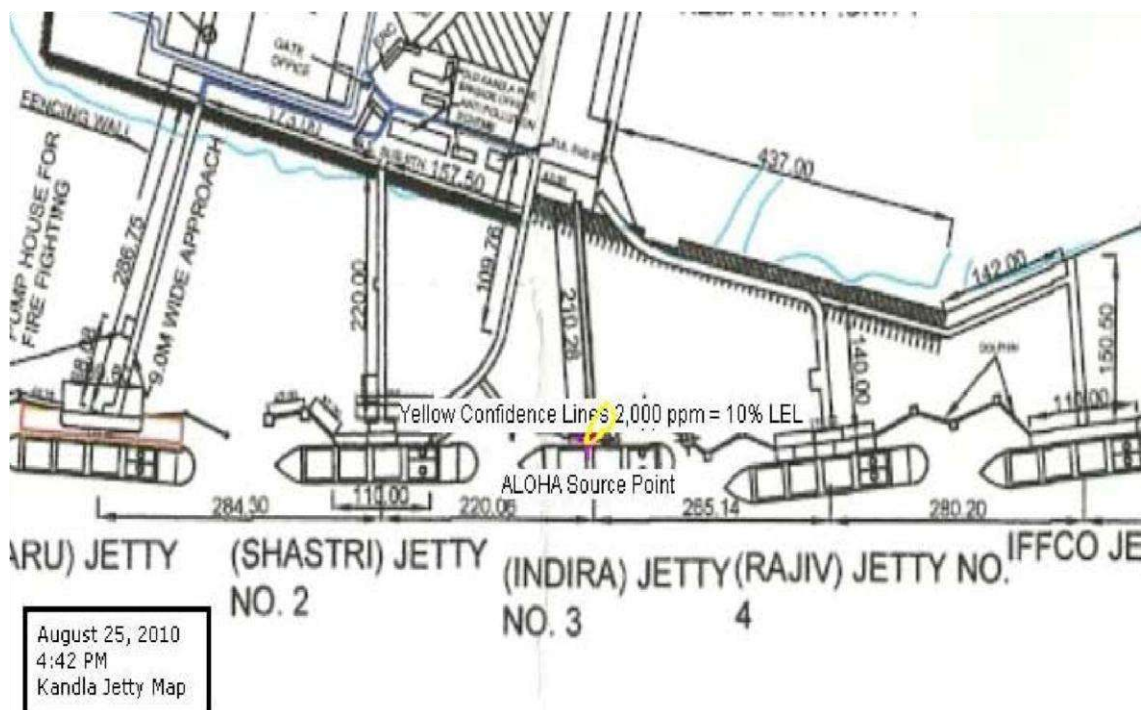 GATE
OFFICE
FENCING WALL
173.00
157.50
437.00
142.00
PUMP HOUSE FOR
FIRE FIGHTING
286.75
9.0M WIDE APPROACH
220.00
109.76
210.28
140.00
DOLPHIN
150.50
110.00
Yellow Confidence Lines 2,000 ppm = 10% LEL
ALOHA Source Point
110.00
284.30
220.06
265.14
280.20
ARU) JETTY
(SHASTRI) JETTY
NO. 2
(INDIRA) JETTY
NO. 3
(RAJIV) JETTY NO.
4
IFFCO JE
August 25, 2010
4:42 PM
Kandla Jetty Map